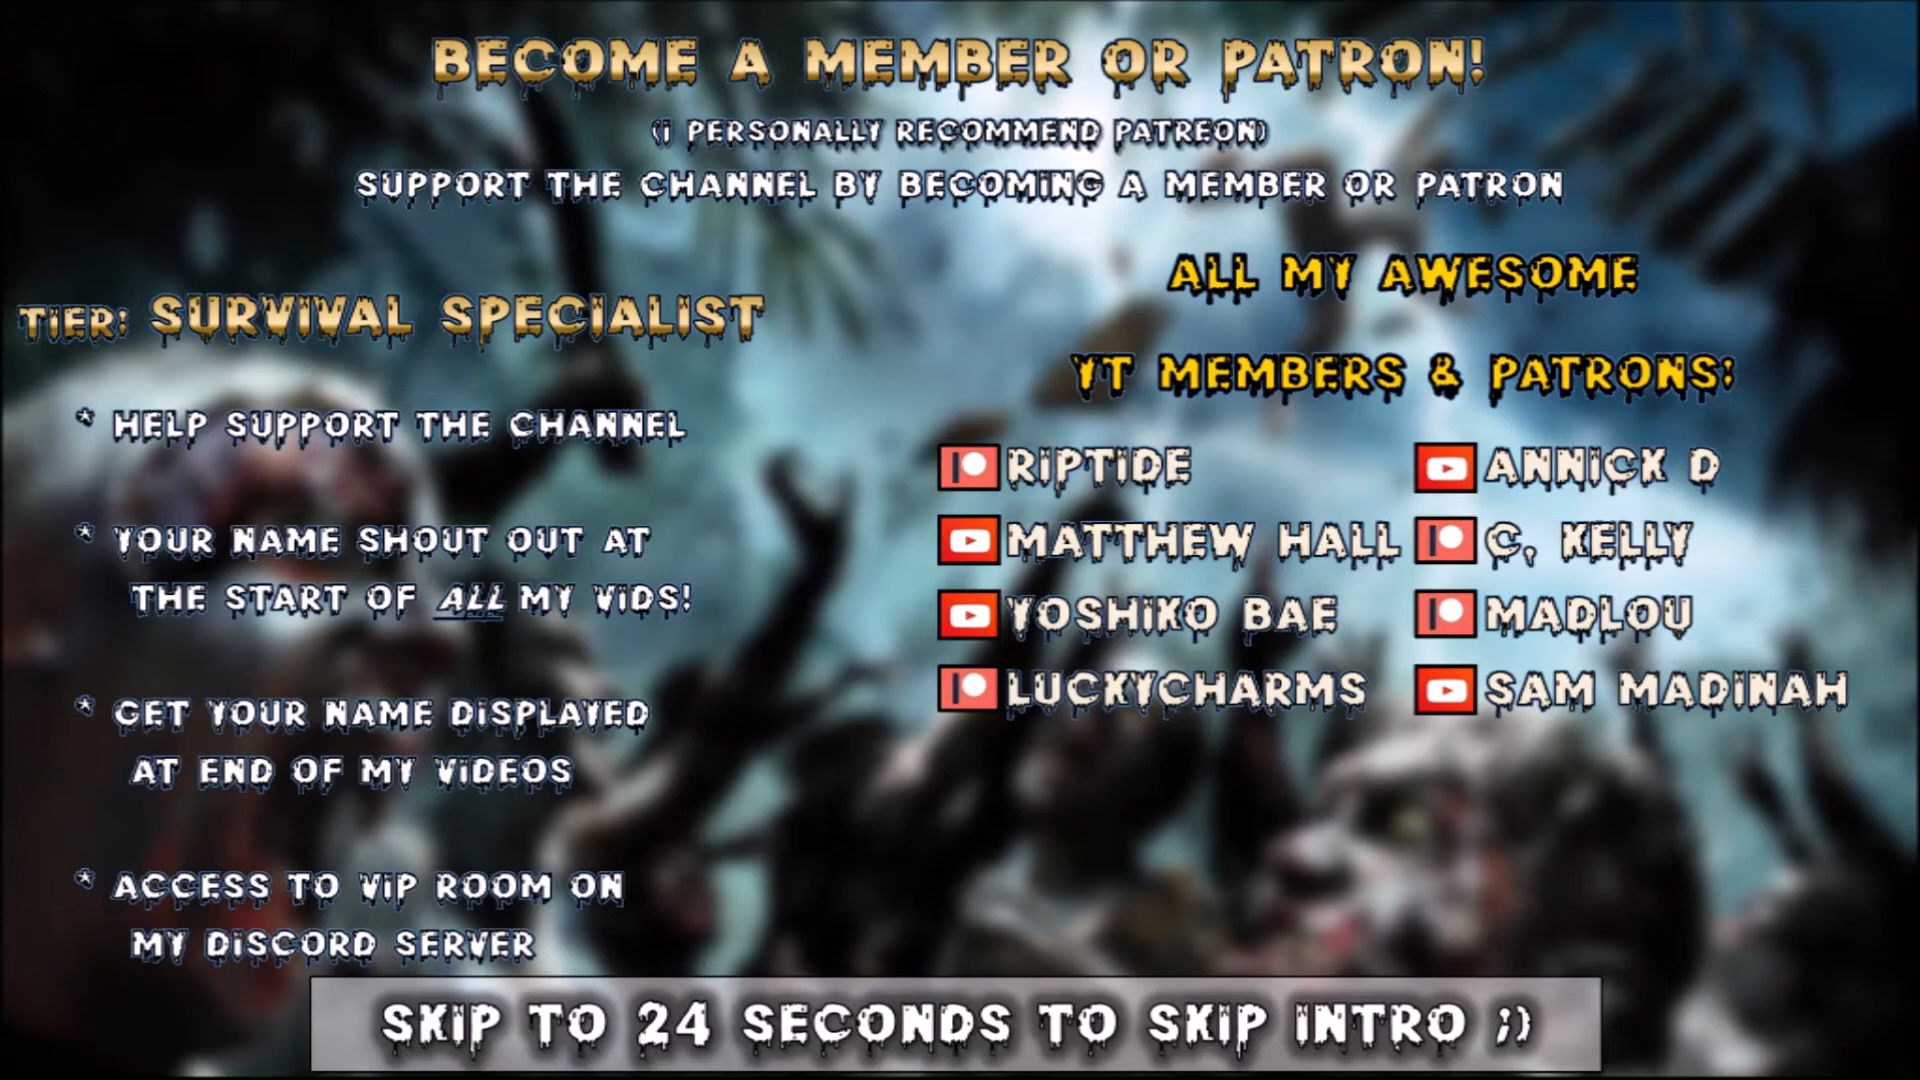 BECOME A MEMBER OR PATRON!
(I PERSONALLY RECOMMEND PATREON)
SUPPORT THE CHANNEL BY BECOMING A MEMBER OR PATRON
TIER: SURVIVAL SPECIALIST
* HELP SUPPORT THE CHANNEL
* YOUR NAME SHOUT OUT AT
THE START OF ALL MY VIDS!
* GET YOUR NAME DISPLAYED
AT END OF MY VIDEOS
* ACCESS TO VIP ROOM ON
MY DISCORD SERVER
ALL MY AWESOME
YT MEMBERS & PATRONS:
RIPTIDE
MATTHEW HALL
YOSHIKO BAE
LUCKYCHARMS
ANNICK D
C, KELLY
MADLOU
SAM MADINAH
SKIP TO 24 SECONDS TO SKIP INTRO ;)